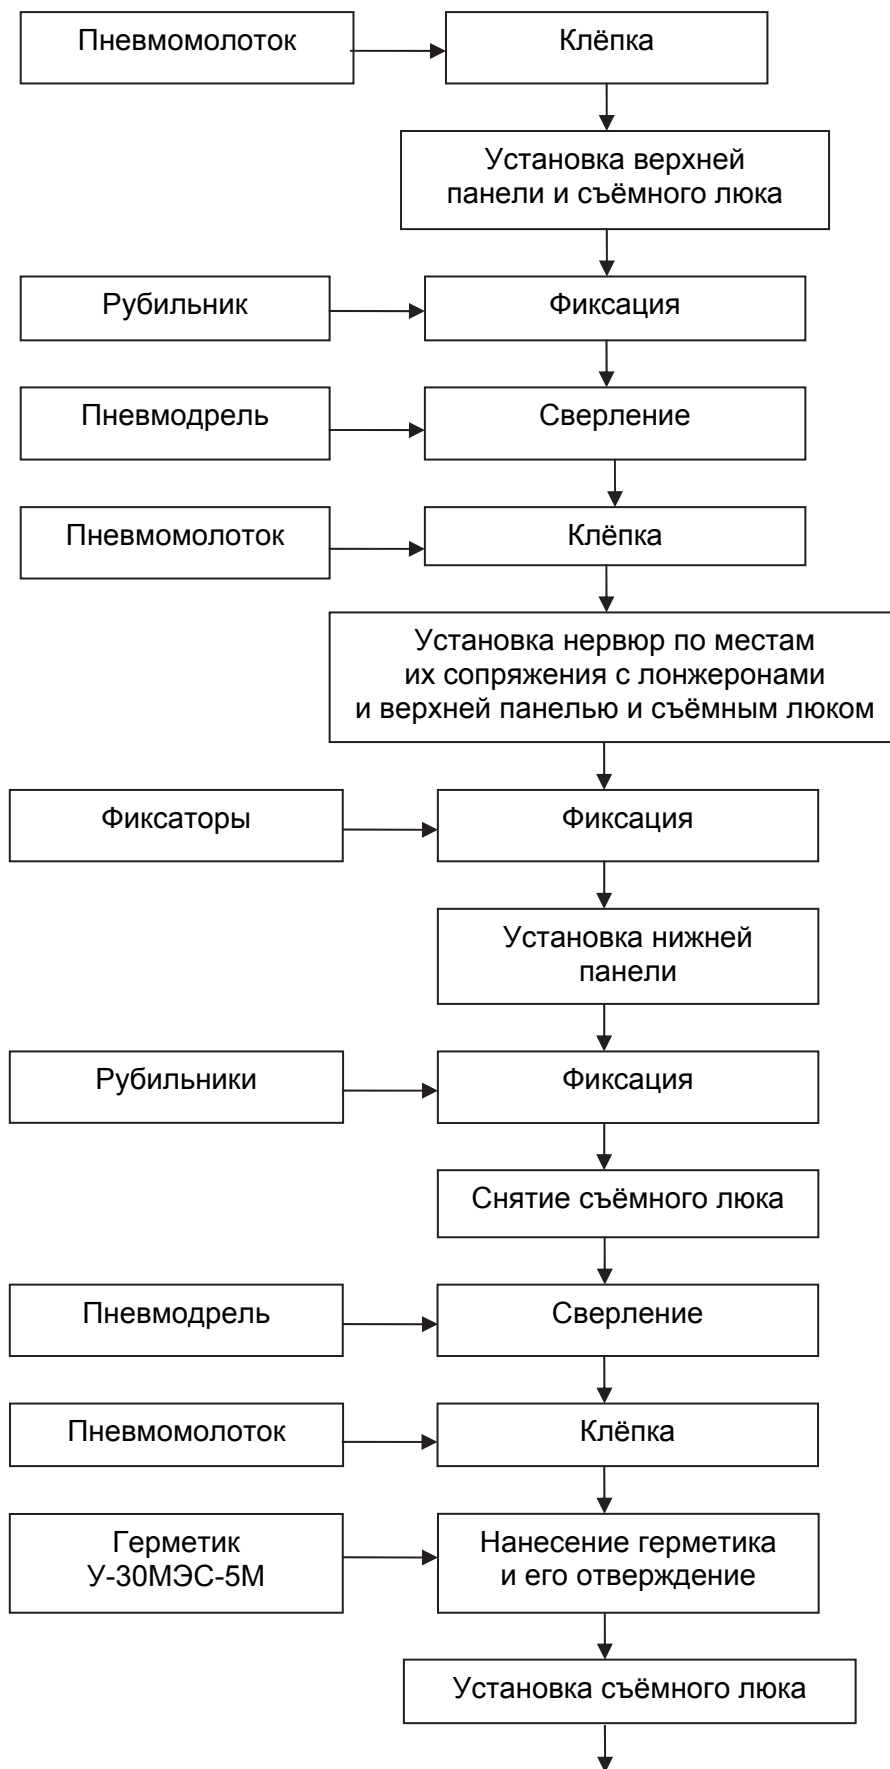 Пневмомолоток
Клёпка
Установка верхней
панели и съёмного люка
Рубильник
Фиксация
Пневмодрель
Сверление
Пневмомолоток
Клёпка
Установка нервюр по местам
их сопряжения с лонжеронами
и верхней панелью и съёмным люком
Фиксаторы
Фиксация
Установка нижней
панели
Рубильники
Фиксация
Снятие съёмного люка
Пневмодрель
Сверление
Пневмомолоток
Клёпка
Герметик
У-30МЭС-5М
Нанесение герметика
и его отверждение
Установка съёмного люка